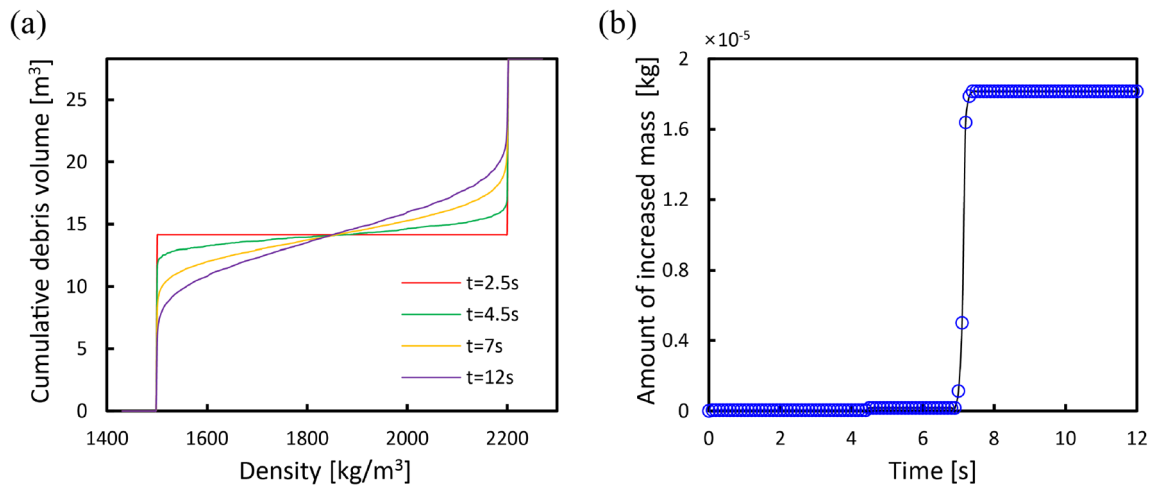 (a)
Cumulative debris volume [m³]
25
20
15
10
5
0
1400 1600 1800 2000 2200
Density [kg/m³]
t=2.5s
t=4.5s
t=7s
t=12s
(b)
×10⁻⁵
Amount of increased mass [kg]
2
1.6
1.2
0.8
0.4
0
0 2 4 6 8 10 12
Time [s]